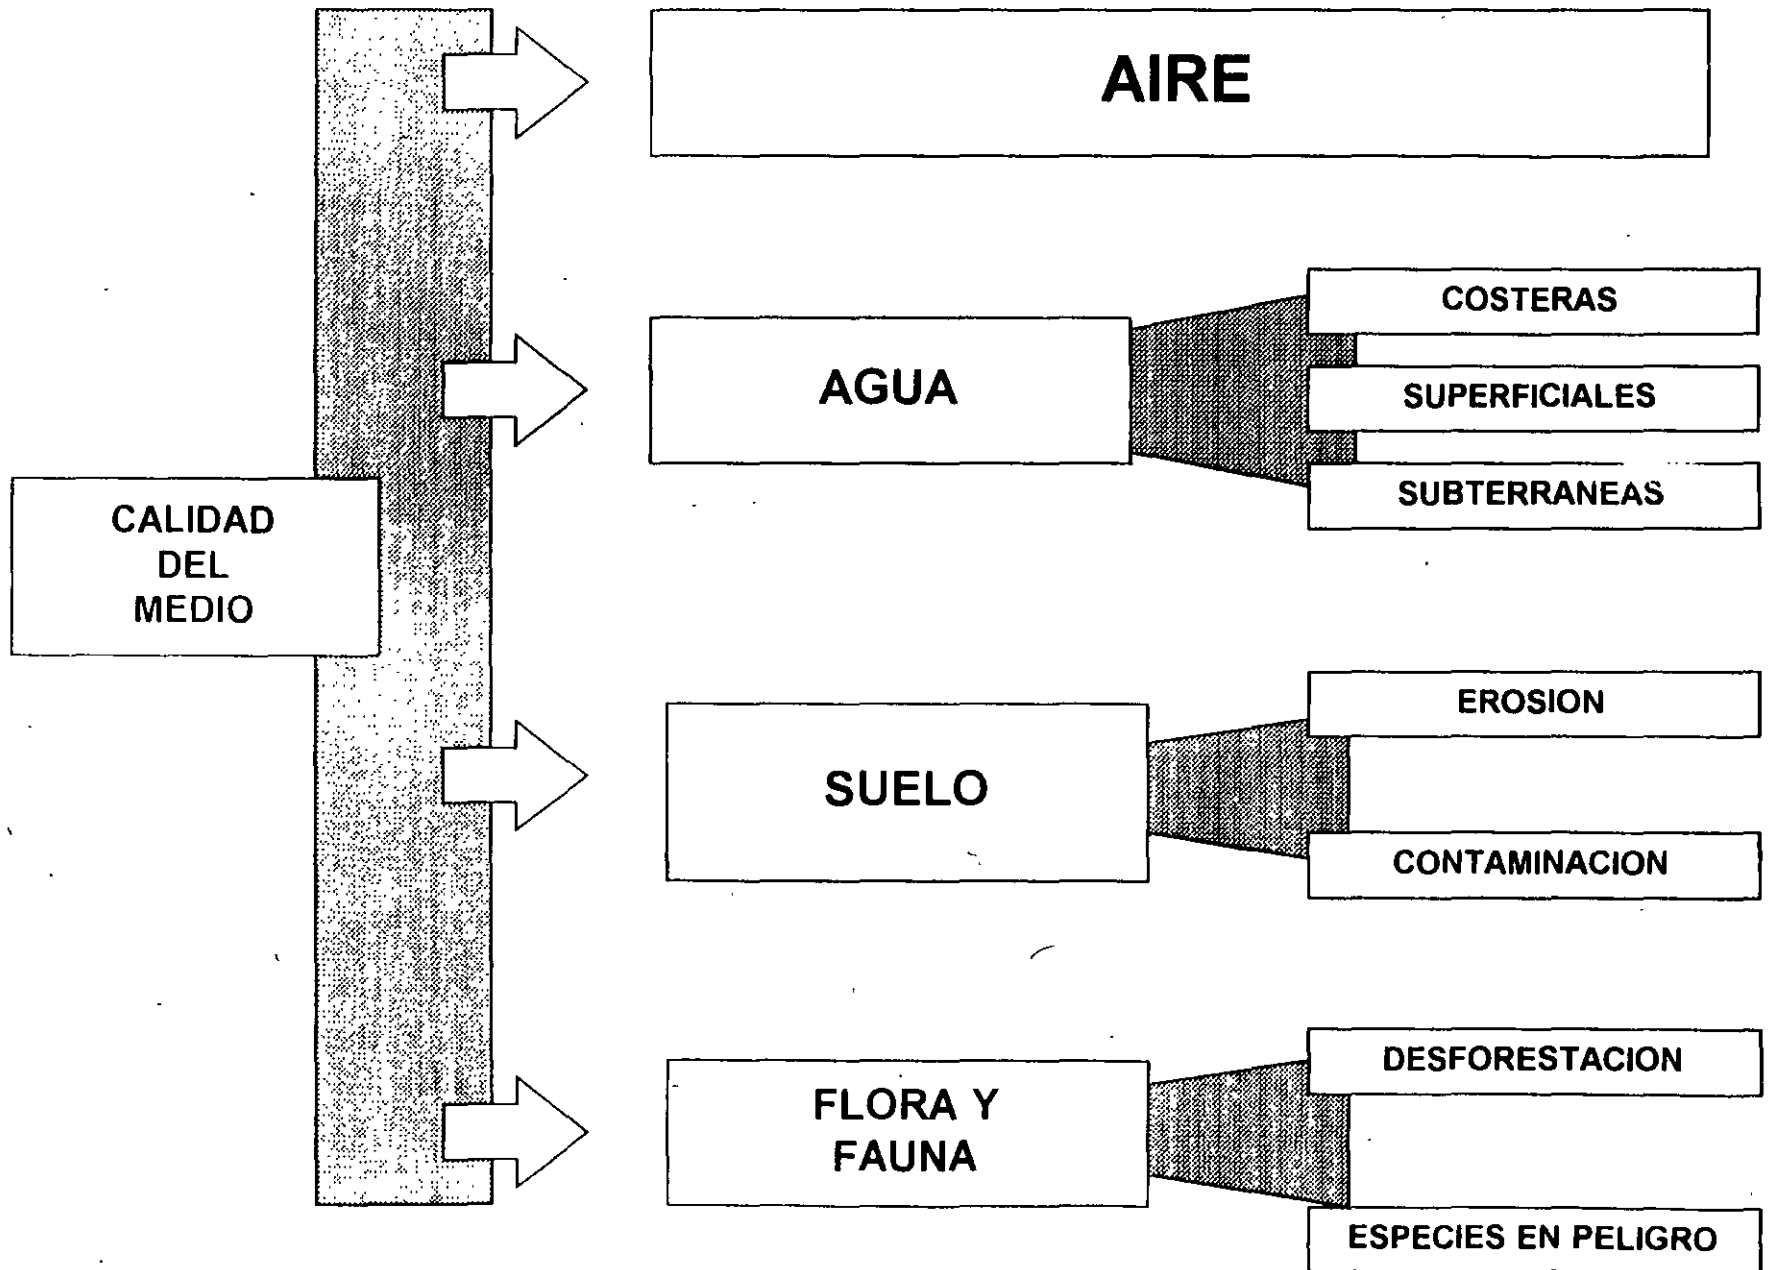 AIRE
COSTERAS
AGUA
SUPERFICIALES
SUBTERRANEAS
CALIDAD
DEL
MEDIO
EROSION
SUELO
CONTAMINACION
DESFORESTACION
FLORA Y
FAUNA
ESPECIES EN PELIGRO